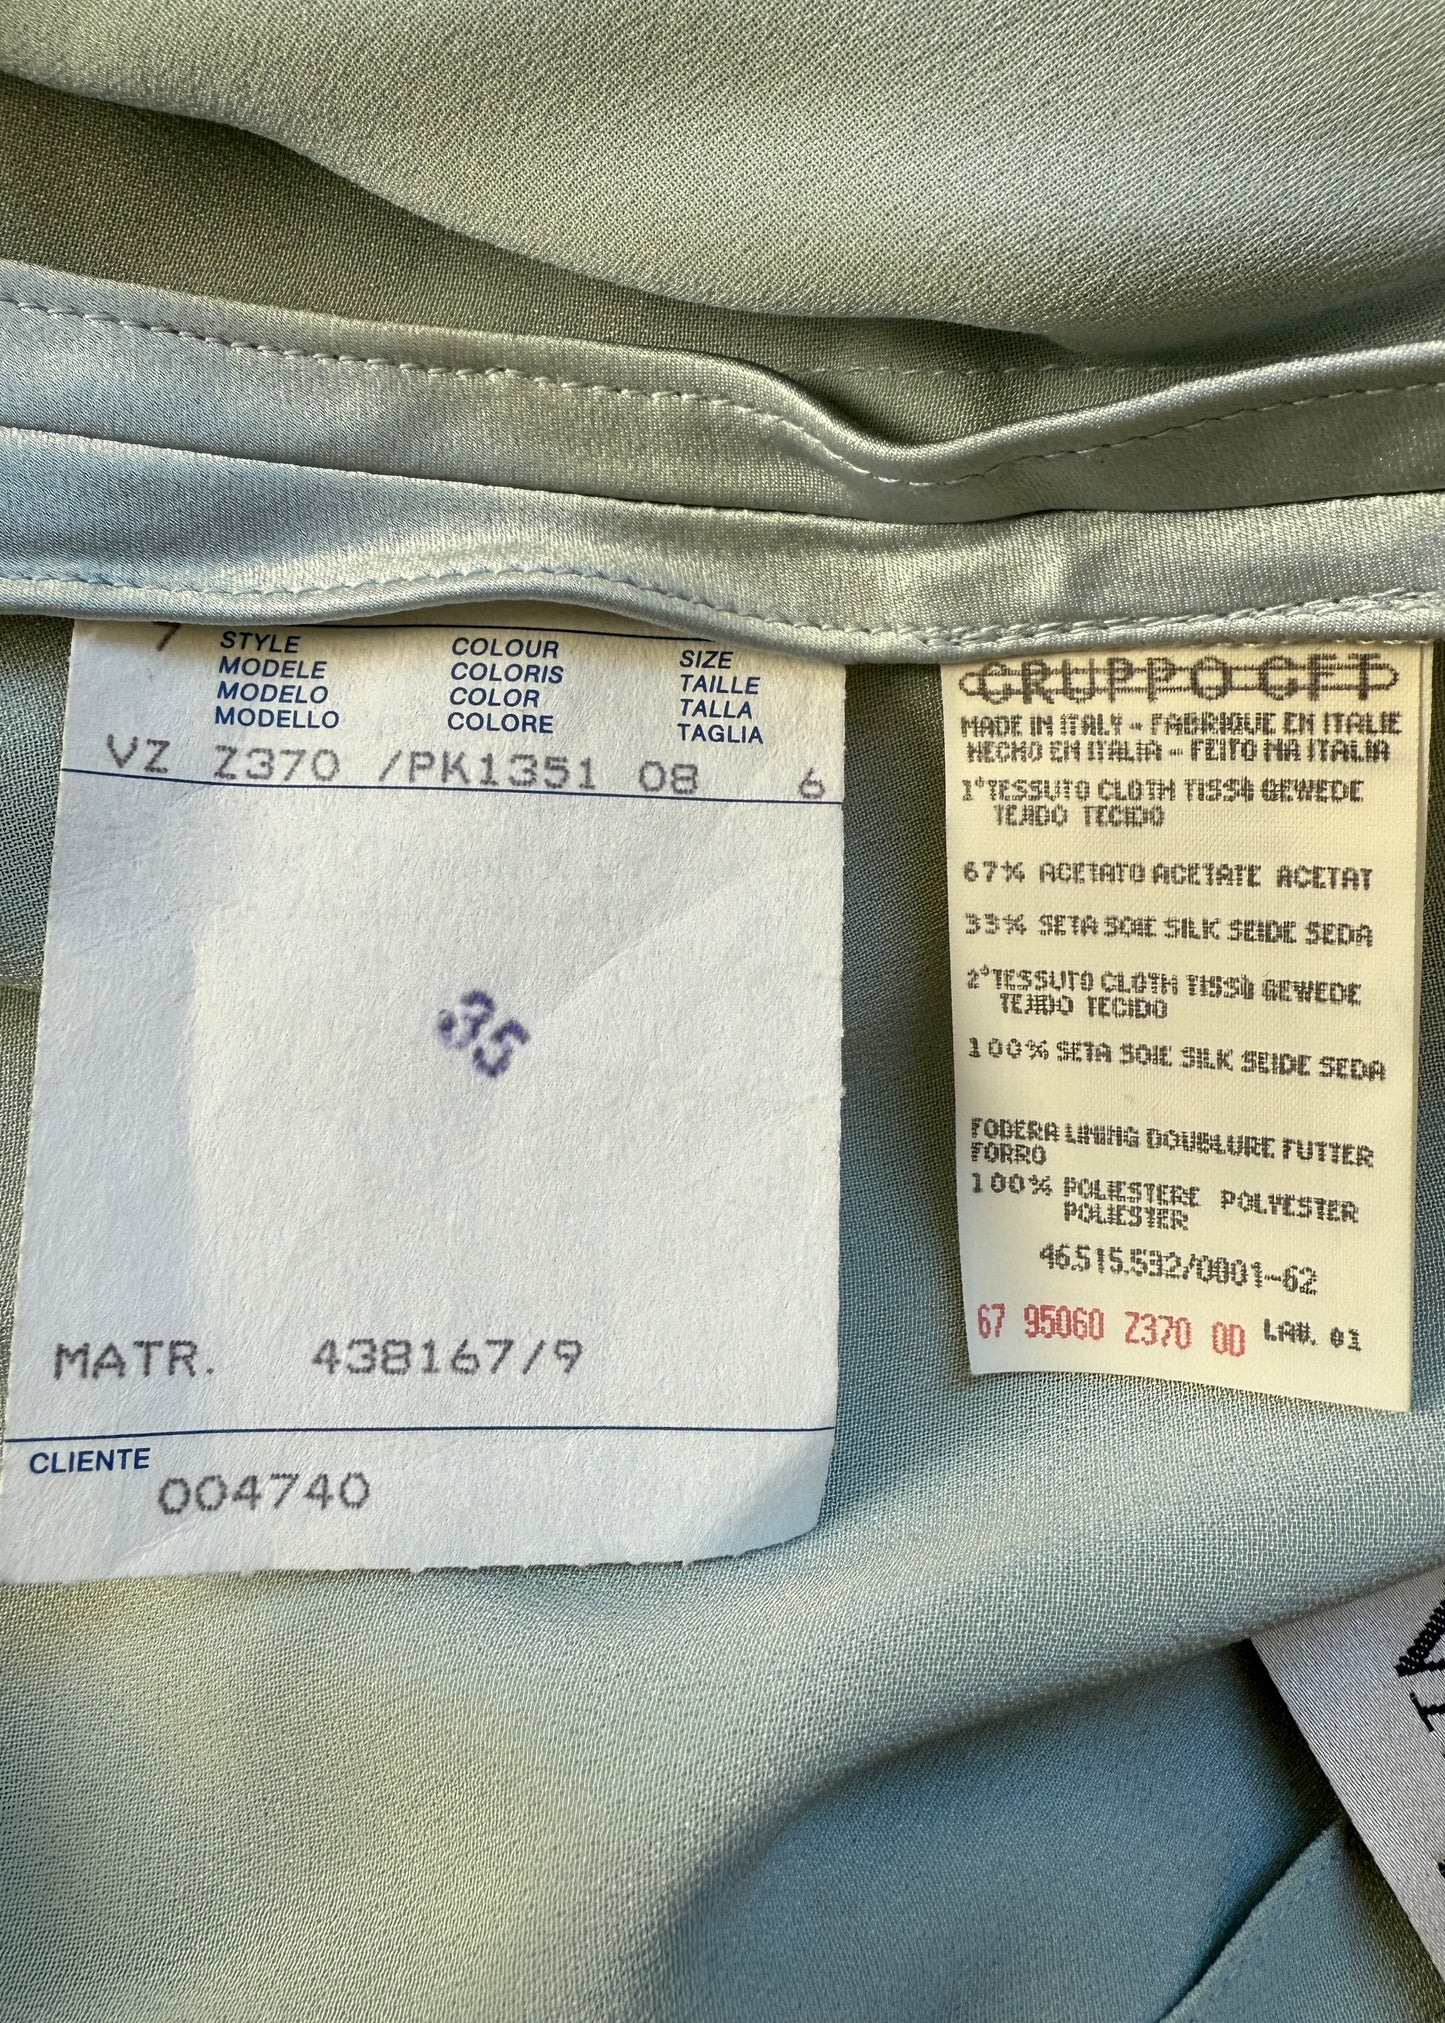 STYLE COLOUR SIZE
MODELE COLORIS TAILLE
MODELO COLOR TALLA
MODELLO COLORE TAGLIA
VZ Z370 /PK1351 08 6
35
MATR. 438167/9
CLIENTE
004740
GRUPPO GFT
MADE IN ITALY - FABRIQUE EN ITALIE
HECHO EN ITALIA - FEITO NA ITALIA
1°TESSUTO CLOTH TISSU GEWEDE
TEJIDO TECIDO
67% ACETATO ACETATE ACETAT
33% SETA SOIE SILK SEIDE SEDA
2°TESSUTO CLOTH TISSU GEWEDE
TEJIDO TECIDO
100% SETA SOIE SILK SEIDE SEDA
FODERA LINING DOUBLURE FUTTER
FORRO
100% POLIESTERE POLYESTER
POLIESTER
46.515.532/0001-62
67 95060 Z370 00 LAV. 01